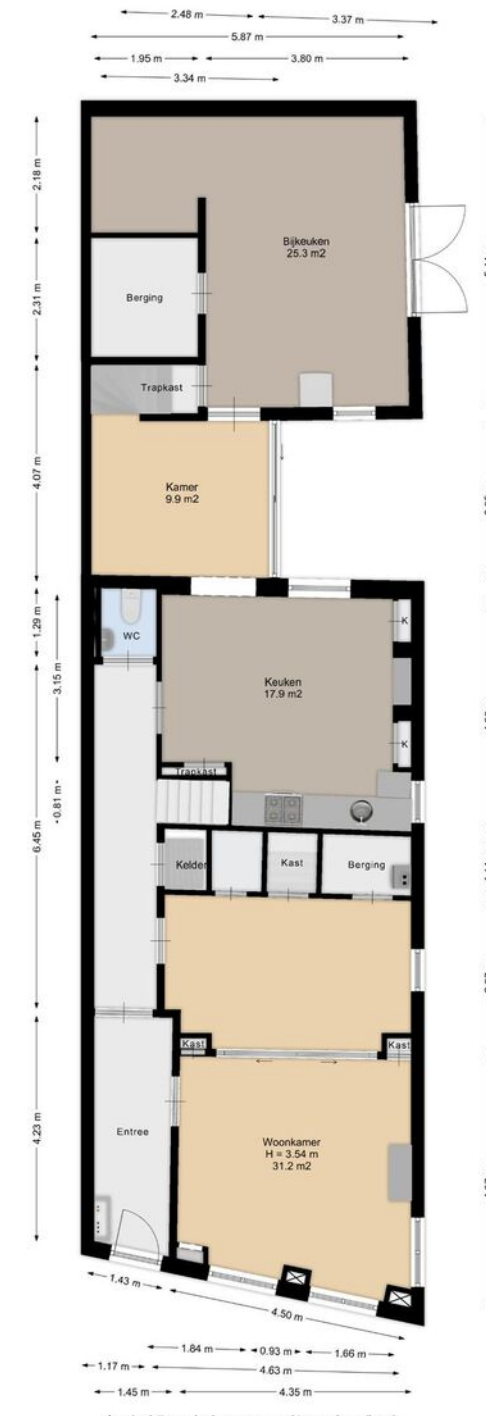 2.48 m
3.37 m
5.87 m
1.95 m
3.80 m
3.34 m
2.18 m
Bijkeuken
25.3 m2
2.31 m
Berging
Trapkast
4.07 m
Kamer
9.9 m2
1.29 m
WC
K
3.15 m
Keuken
17.9 m2
K
Trapkast
0.81 m
6.45 m
Kelder
Kast
Berging
Kast
Kast
4.23 m
Entree
Woonkamer
H = 3.54 m
31.2 m2
1.43 m
4.50 m
1.84 m
0.93 m
1.66 m
1.17 m
4.63 m
1.45 m
4.35 m